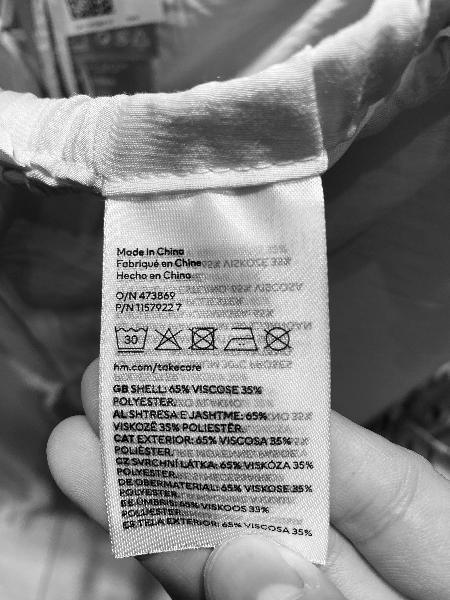 Made in China
Fabriqué en Chine
Hecho en China
O/N 473869
P/N 1157922 7
30
hm.com/takecare
GB SHELL: 65% VISCOSE 35%
POLYESTER.
AL SHTRESA E JASHTME: 65%
VISKOZË 35% POLIESTËR.
CAT EXTERIOR: 65% VISCOSA 35%
POLIÈSTER.
CZ SVRCHNÍ LÁTKA: 65% VISKÓZA 35%
POLYESTER.
DE OBERMATERIAL: 65% VISKOSE 35%
POLYESTER.
EE ÜMBRIS: 65% VISKOOS 35%
POLÜESTER.
ES TELA EXTERIOR: 65% VISCOSA 35%